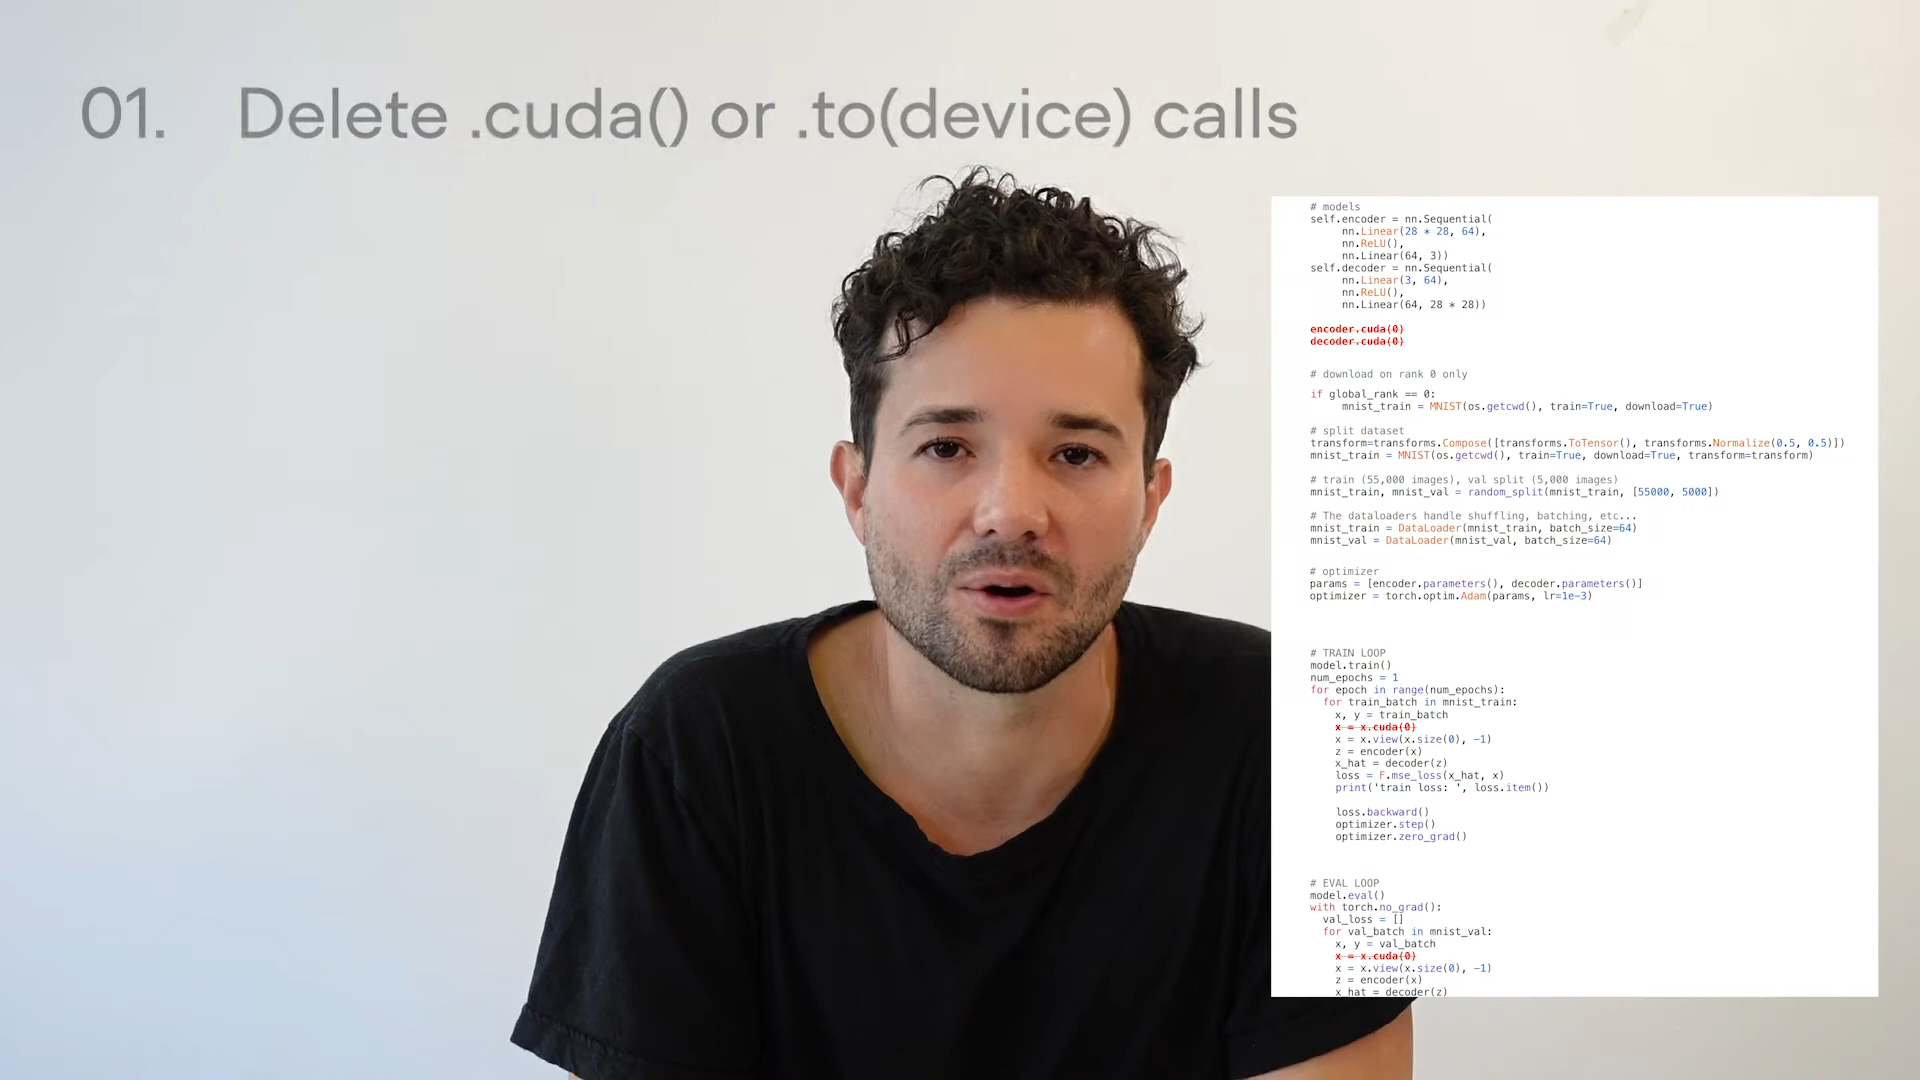 01. Delete .cuda() or .to(device) calls
# models
self.encoder = nn.Sequential(
nn.Linear(28 * 28, 64),
nn.ReLU(),
nn.Linear(64, 3))
self.decoder = nn.Sequential(
nn.Linear(3, 64),
nn.ReLU(),
nn.Linear(64, 28 * 28))
encoder.cuda(0)
decoder.cuda(0)
# download on rank 0 only
if global_rank == 0:
mnist_train = MNIST(os.getcwd(), train=True, download=True)
# split dataset
transform=transforms.Compose([transforms.ToTensor(), transforms.Normalize(0.5, 0.5)])
mnist_train = MNIST(os.getcwd(), train=True, download=True, transform=transform)
# train (55,000 images), val split (5,000 images)
mnist_train, mnist_val = random_split(mnist_train, [55000, 5000])
# The dataloaders handle shuffling, batching, etc...
mnist_train = DataLoader(mnist_train, batch_size=64)
mnist_val = DataLoader(mnist_val, batch_size=64)
# optimizer
params = [encoder.parameters(), decoder.parameters()]
optimizer = torch.optim.Adam(params, lr=1e-3)
# TRAIN LOOP
model.train()
num_epochs = 1
for epoch in range(num_epochs):
for train_batch in mnist_train:
x, y = train_batch
x = x.cuda(0)
x = x.view(x.size(0), -1)
z = encoder(x)
x_hat = decoder(z)
loss = F.mse_loss(x_hat, x)
print('train loss: ', loss.item())
loss.backward()
optimizer.step()
optimizer.zero_grad()
# EVAL LOOP
model.eval()
with torch.no_grad():
val_loss = []
for val_batch in mnist_val:
x, y = val_batch
x = x.cuda(0)
x = x.view(x.size(0), -1)
z = encoder(x)
x_hat = decoder(z)